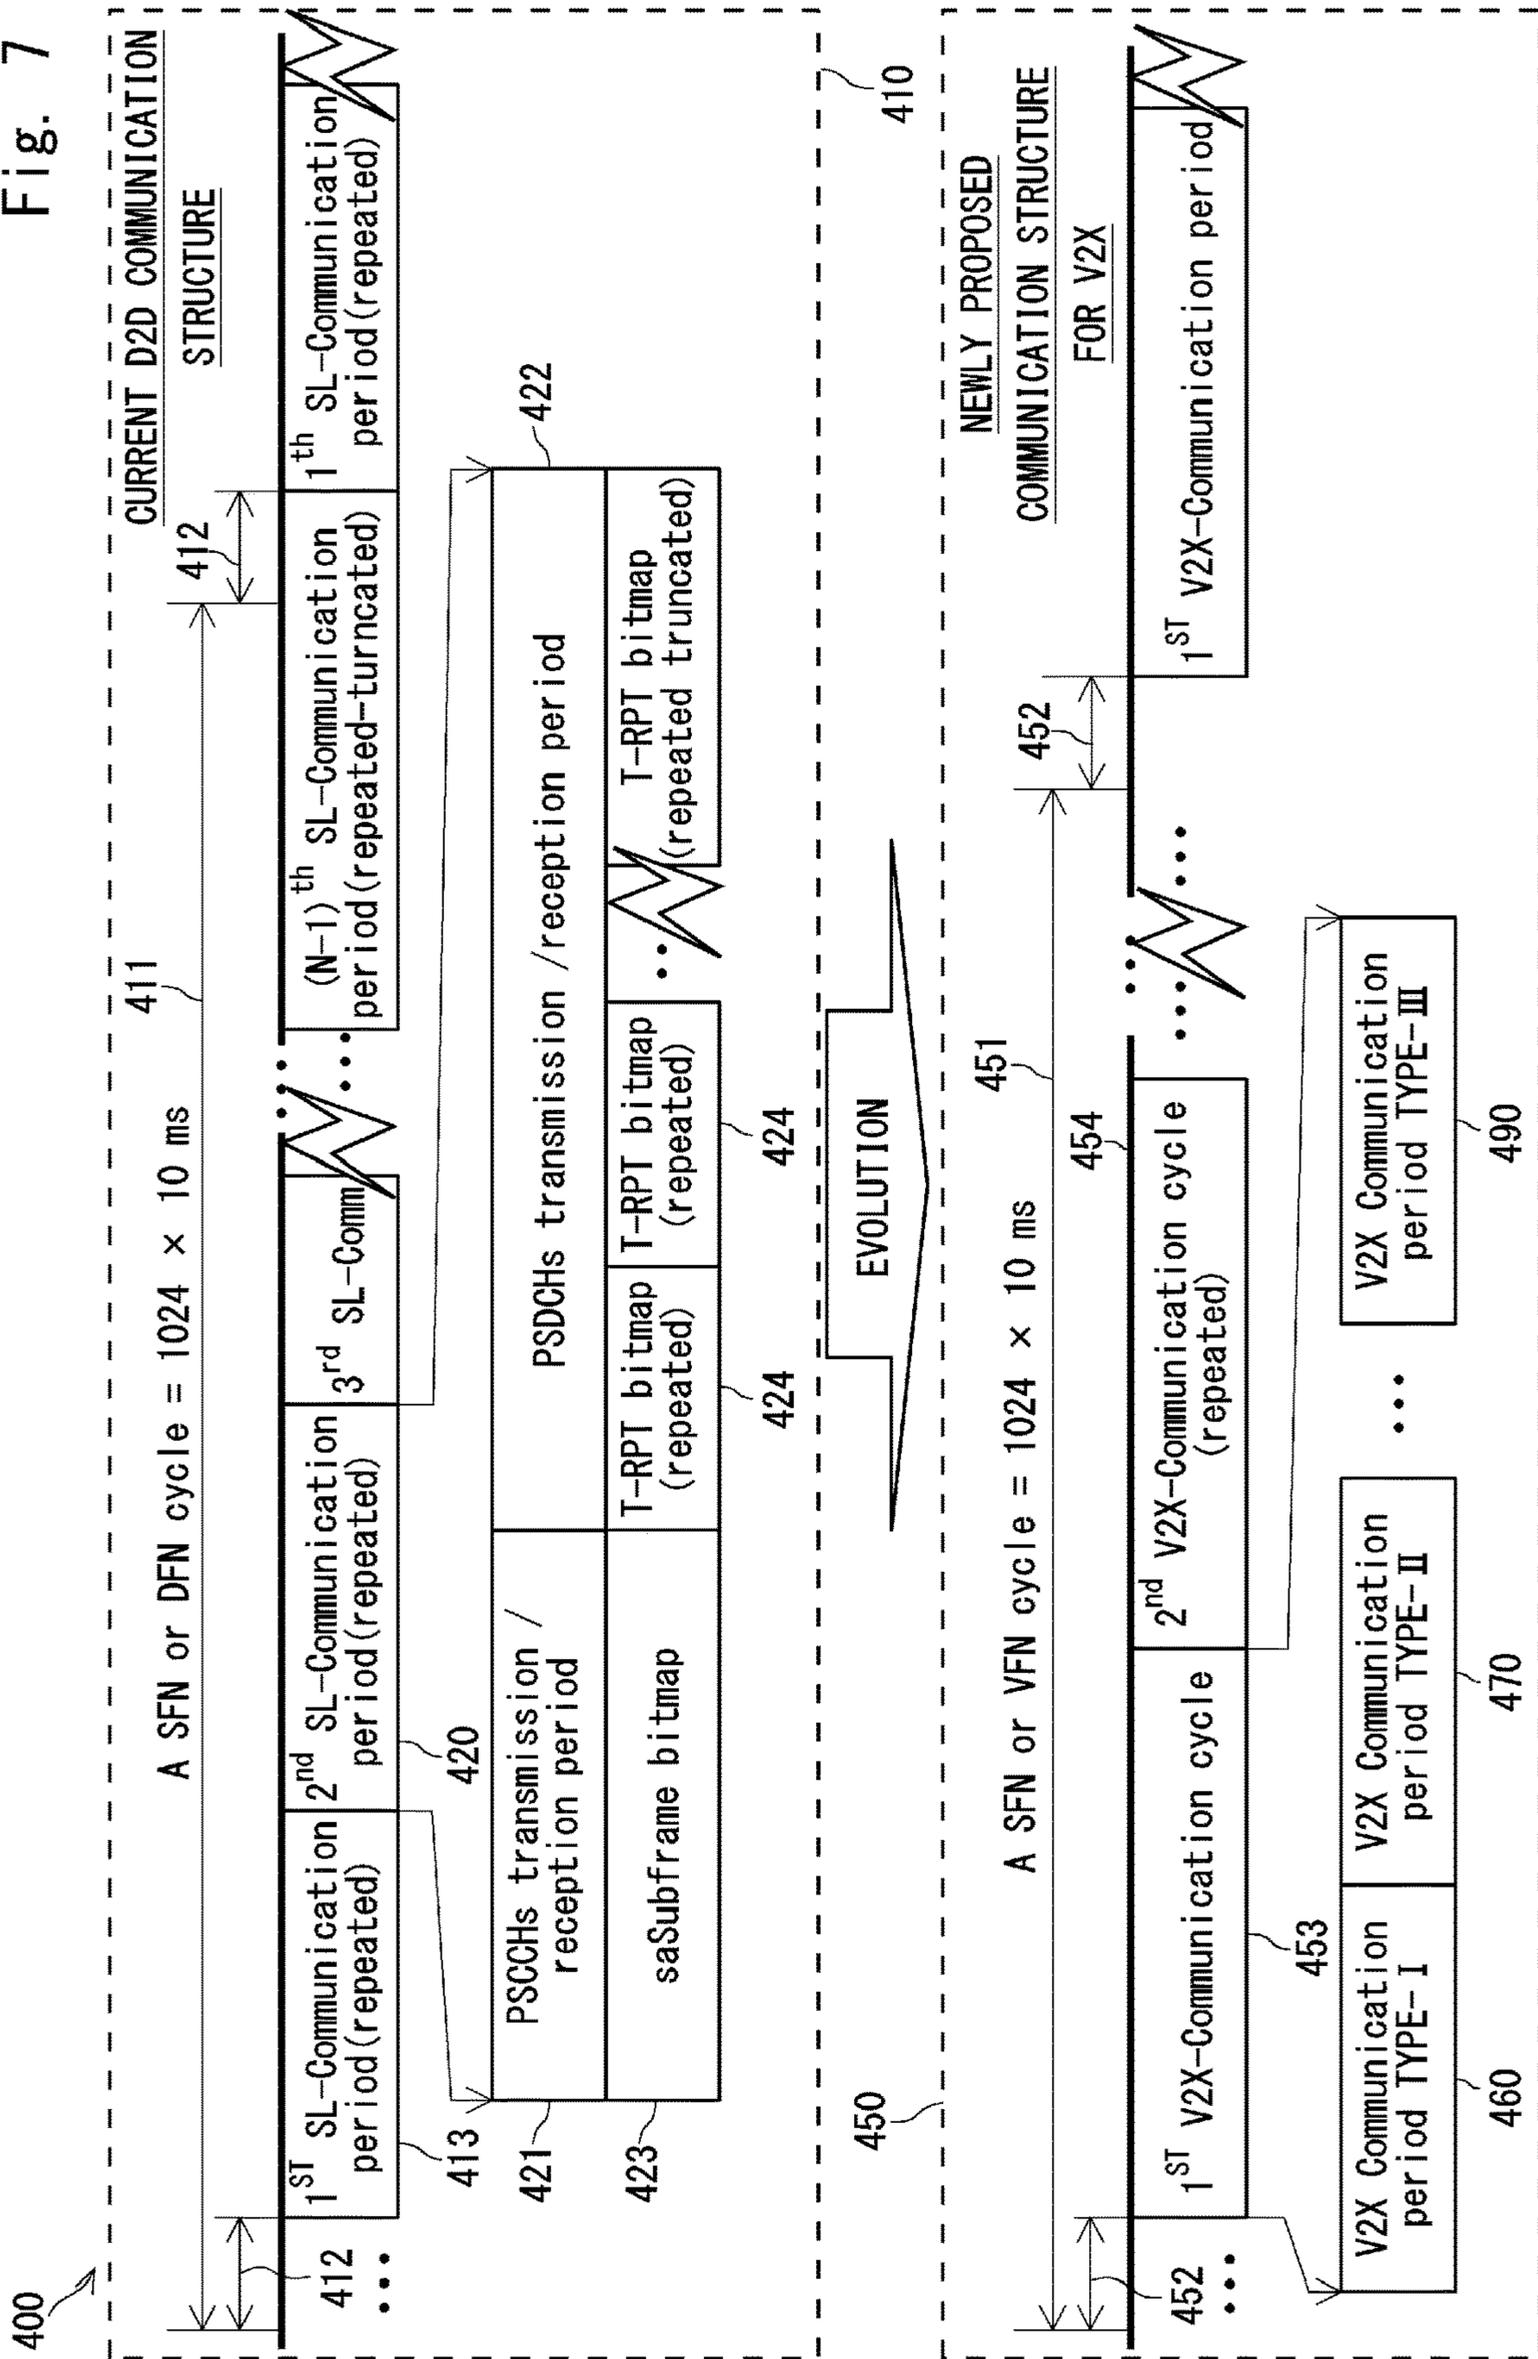 Fig. 7
400
CURRENT D2D COMMUNICATION
STRUCTURE
411
A SFN or DFN cycle = 1024 × 10 ms
412
412
1ST SL-Communication
period(repeated)
2nd SL-Communication
period(repeated)
3rd SL-Comm
...
(N-1)th SL-Communication
period(repeated-turncated)
1th SL-Communication
period(repeated)
...
...
413
420
421
PSCCHs transmission /
reception period
PSDCHs transmission /reception period
422
423
saSubframe bitmap
T-RPT bitmap
(repeated)
T-RPT bitmap
(repeated)
..
T-RPT bitmap
(repeated truncated)
424
424
410
EVOLUTION
450
NEWLY PROPOSED
COMMUNICATION STRUCTURE
FOR V2X
451
A SFN or VFN cycle = 1024 × 10 ms
452
452
454
1ST V2X-Communication cycle
2nd V2X-Communication cycle
(repeated)
...
...
...
1ST V2X-Communication period
...
453
V2X Communication
period TYPE-I
V2X Communication
period TYPE-II
...
V2X Communication
period TYPE-III
460
470
490